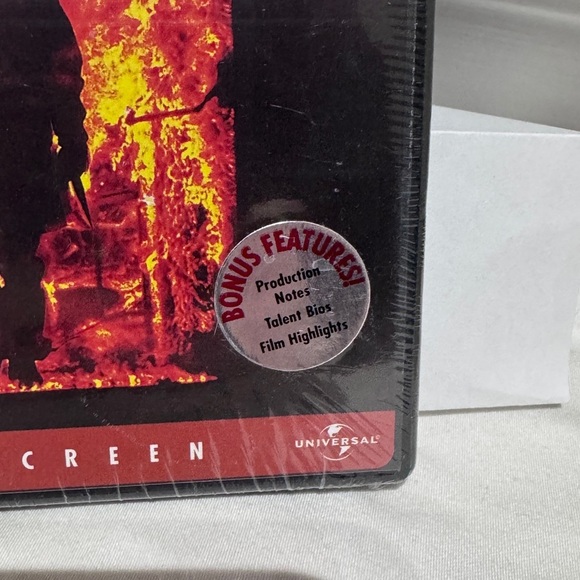 BONUS FEATURES!
Production
Notes
Talent Bios
Film Highlights
CREEN
UNIVERSAL